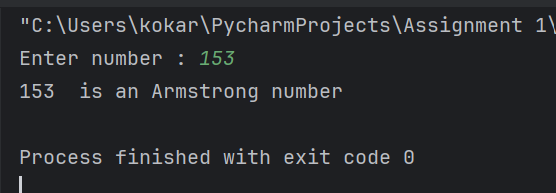 "C:\Users\kokar\PycharmProjects\Assignment 1\
Enter number : 153
153  is an Armstrong number
Process finished with exit code 0